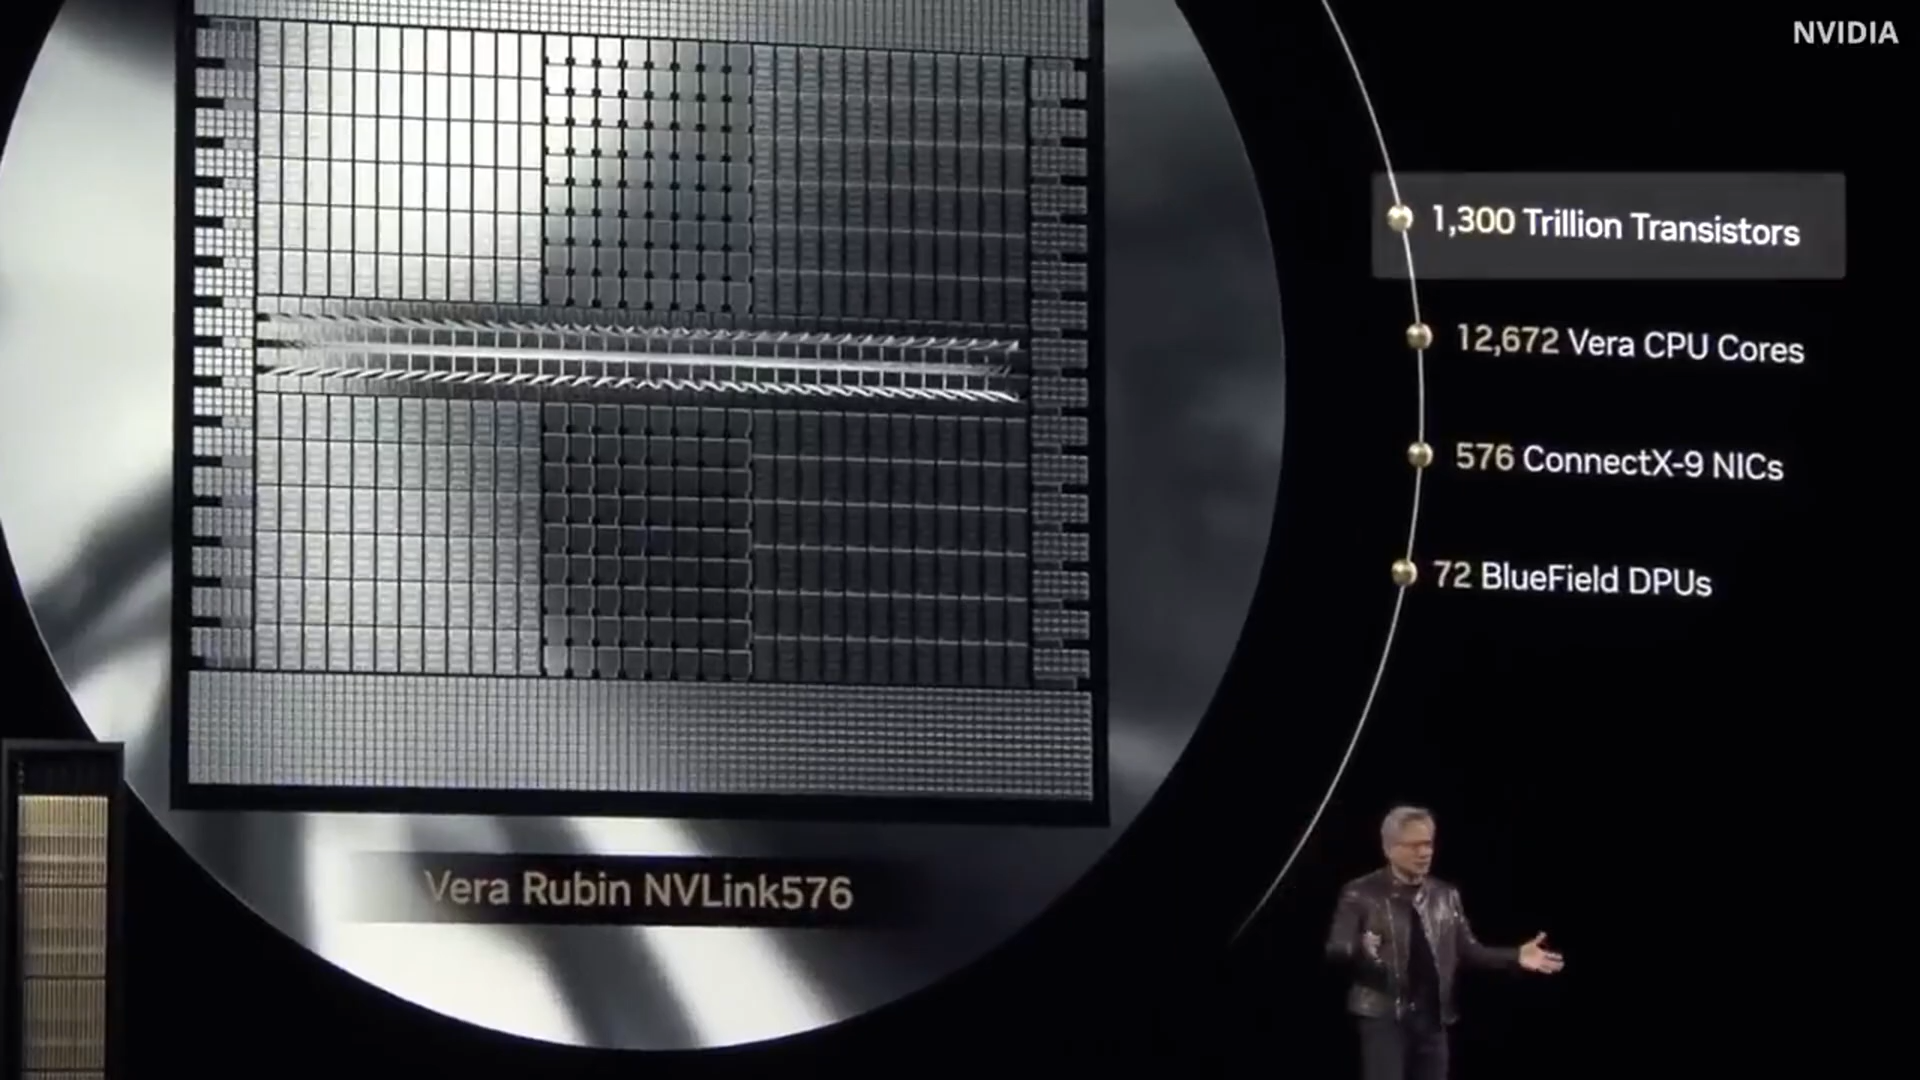 NVIDIA
1,300 Trillion Transistors
12,672 Vera CPU Cores
576 ConnectX-9 NICs
72 BlueField DPUs
Vera Rubin NVLink576